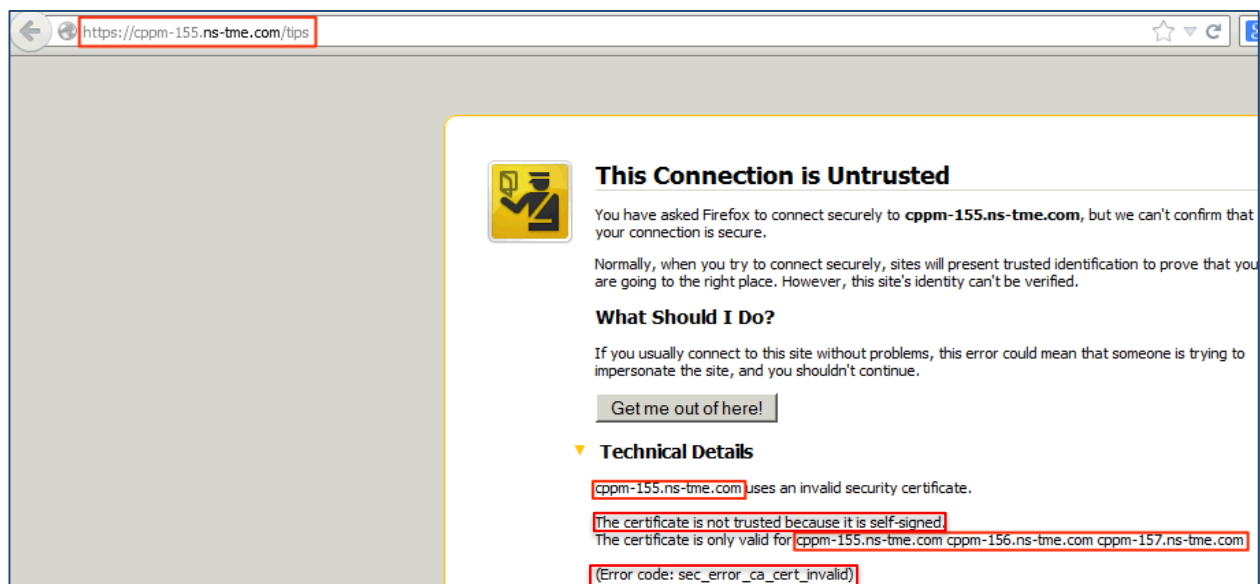 https://cppm-155.ns-tme.com/tips
This Connection is Untrusted
You have asked Firefox to connect securely to cppm-155.ns-tme.com, but we can't confirm that
your connection is secure.
Normally, when you try to connect securely, sites will present trusted identification to prove that you
are going to the right place. However, this site's identity can't be verified.
What Should I Do?
If you usually connect to this site without problems, this error could mean that someone is trying to
impersonate the site, and you shouldn't continue.
Get me out of here!
Technical Details
cppm-155.ns-tme.com uses an invalid security certificate.
The certificate is not trusted because it is self-signed.
The certificate is only valid for cppm-155.ns-tme.com cppm-156.ns-tme.com cppm-157.ns-tme.com
(Error code: sec_error_ca_cert_invalid)